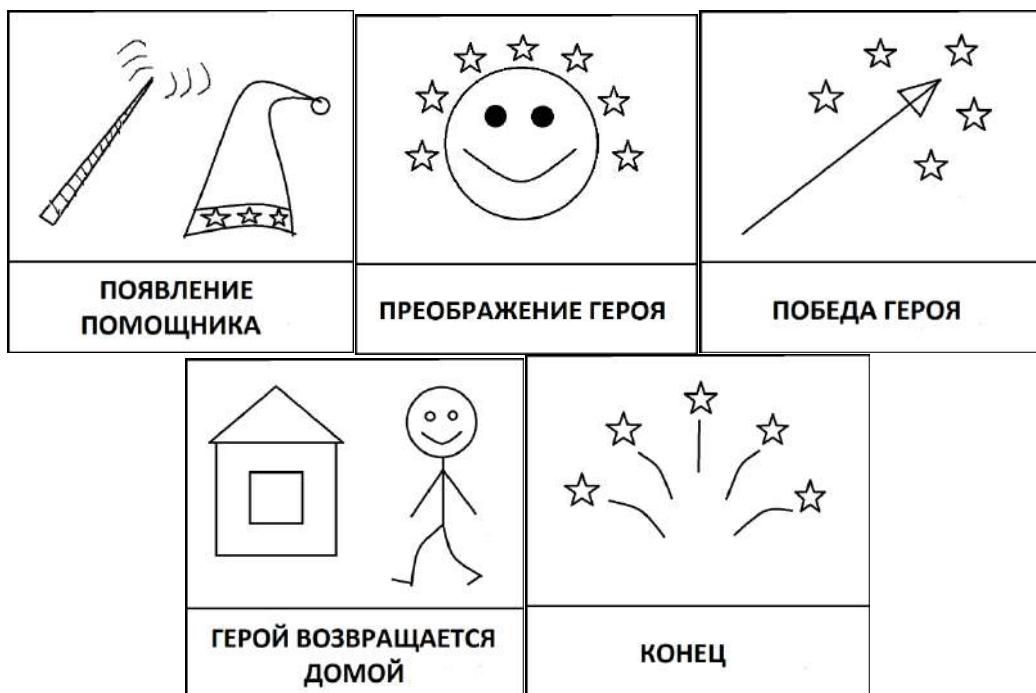 ПОЯВЛЕНИЕ
ПОМОЩНИКА
ПРЕОБРАЖЕНИЕ ГЕРОЯ
ПОБЕДА ГЕРОЯ
ГЕРОЙ ВОЗВРАЩАЕТСЯ
ДОМОЙ
КОНЕЦ